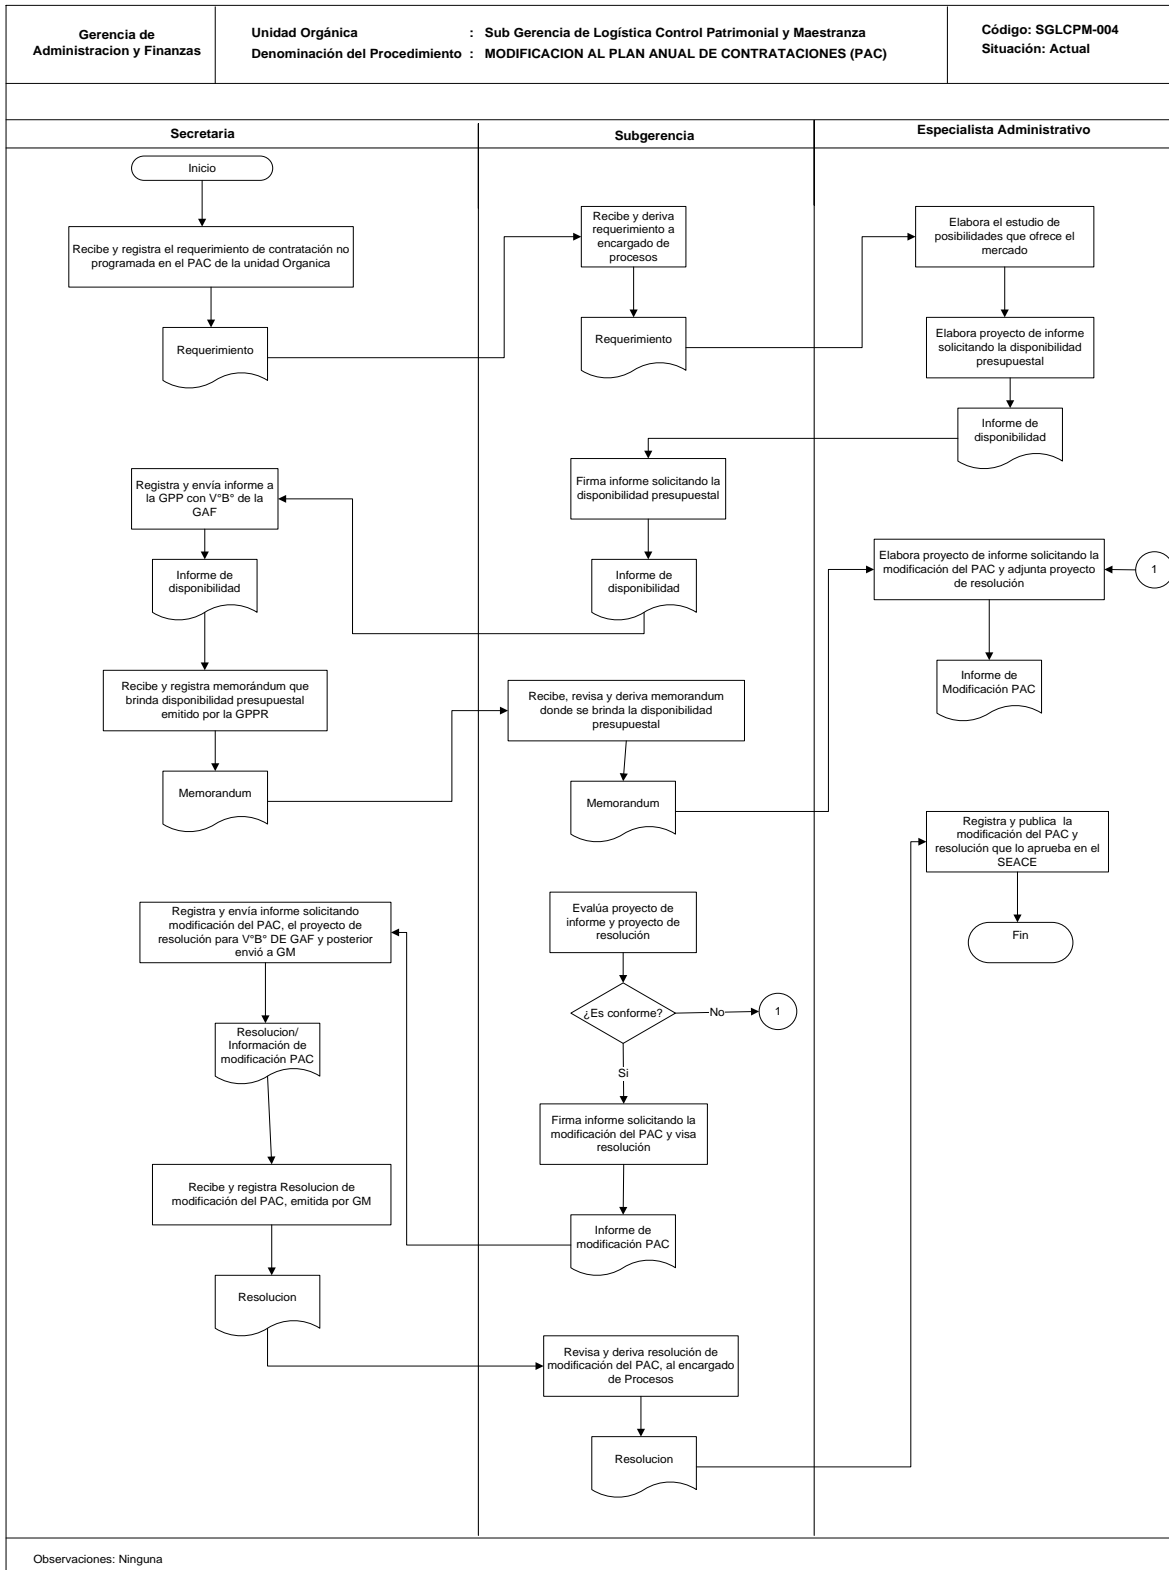 Gerencia de
Administracion y Finanzas
Unidad Orgánica : Sub Gerencia de Logística Control Patrimonial y Maestranza
Denominación del Procedimiento : MODIFICACION AL PLAN ANUAL DE CONTRATACIONES (PAC)
Código: SGLCPM-004
Situación: Actual
Secretaria
Subgerencia
Especialista Administrativo
Inicio
Recibe y registra el requerimiento de contratación no
programada en el PAC de la unidad Organica
Requerimiento
Recibe y deriva
requerimiento a
encargado de
procesos
Requerimiento
Elabora el estudio de
posibilidades que ofrece el
mercado
Elabora proyecto de informe
solicitando la disponibilidad
presupuestal
Informe de
disponibilidad
Firma informe solicitando la
disponibilidad presupuestal
Informe de
disponibilidad
Registra y envía informe a
la GPP con V°B° de la
GAF
Informe de
disponibilidad
Recibe y registra memorándum que
brinda disponibilidad presupuestal
emitido por la GPPR
Memorandum
Recibe, revisa y deriva memorandum
donde se brinda la disponibilidad
presupuestal
Memorandum
Elabora proyecto de informe solicitando la
modificación del PAC y adjunta proyecto
de resolución
1
Informe de
Modificación PAC
Evalúa proyecto de
informe y proyecto de
resolución
¿Es conforme?
No
1
Si
Firma informe solicitando la
modificación del PAC y visa
resolución
Informe de
modificación PAC
Registra y envía informe solicitando
modificación del PAC, el proyecto de
resolución para V°B° DE GAF y posterior
envió a GM
Resolucion/
Información de
modificación PAC
Recibe y registra Resolucion de
modificación del PAC, emitida por GM
Resolucion
Revisa y deriva resolución de
modificación del PAC, al encargado
de Procesos
Resolucion
Registra y publica la
modificación del PAC y
resolución que lo aprueba en el
SEACE
Fin
Observaciones: Ninguna